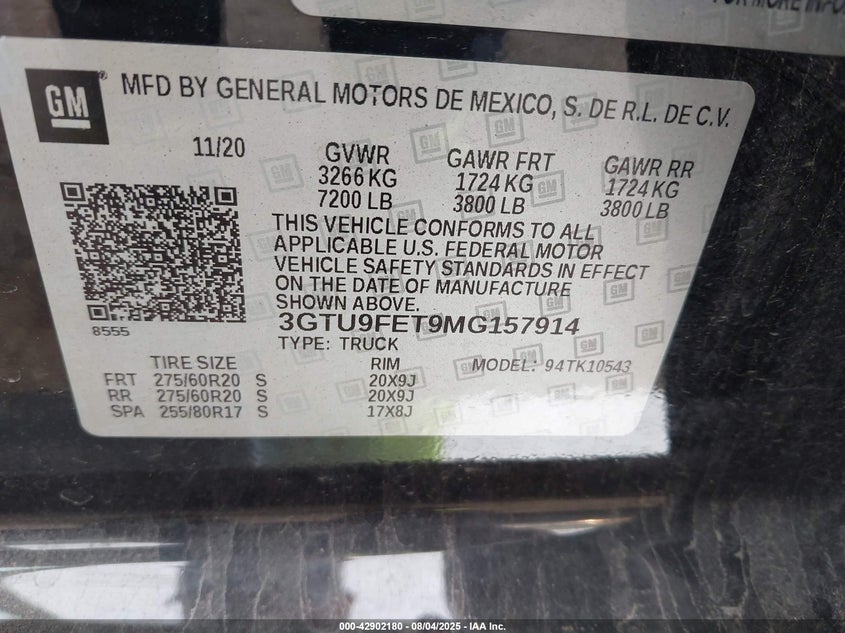 FOR MORE INFO
GM
MFD BY GENERAL MOTORS DE MEXICO, S. DE R.L. DE C.V.
11/20 GVWR GAWR FRT GAWR RR
3266 KG 1724 KG 1724 KG
7200 LB 3800 LB 3800 LB
THIS VEHICLE CONFORMS TO ALL
APPLICABLE U.S. FEDERAL MOTOR
VEHICLE SAFETY STANDARDS IN EFFECT
ON THE DATE OF MANUFACTURE
SHOWN ABOVE.
8555
3GTU9FET9MG157914
TYPE: TRUCK
TIRE SIZE RIM MODEL: 94TK10543
FRT 275/60R20 S 20X9J
RR 275/60R20 S 20X9J
SPA 255/80R17 S 17X8J
000-42902180 - 08/04/2025 - IAA Inc.